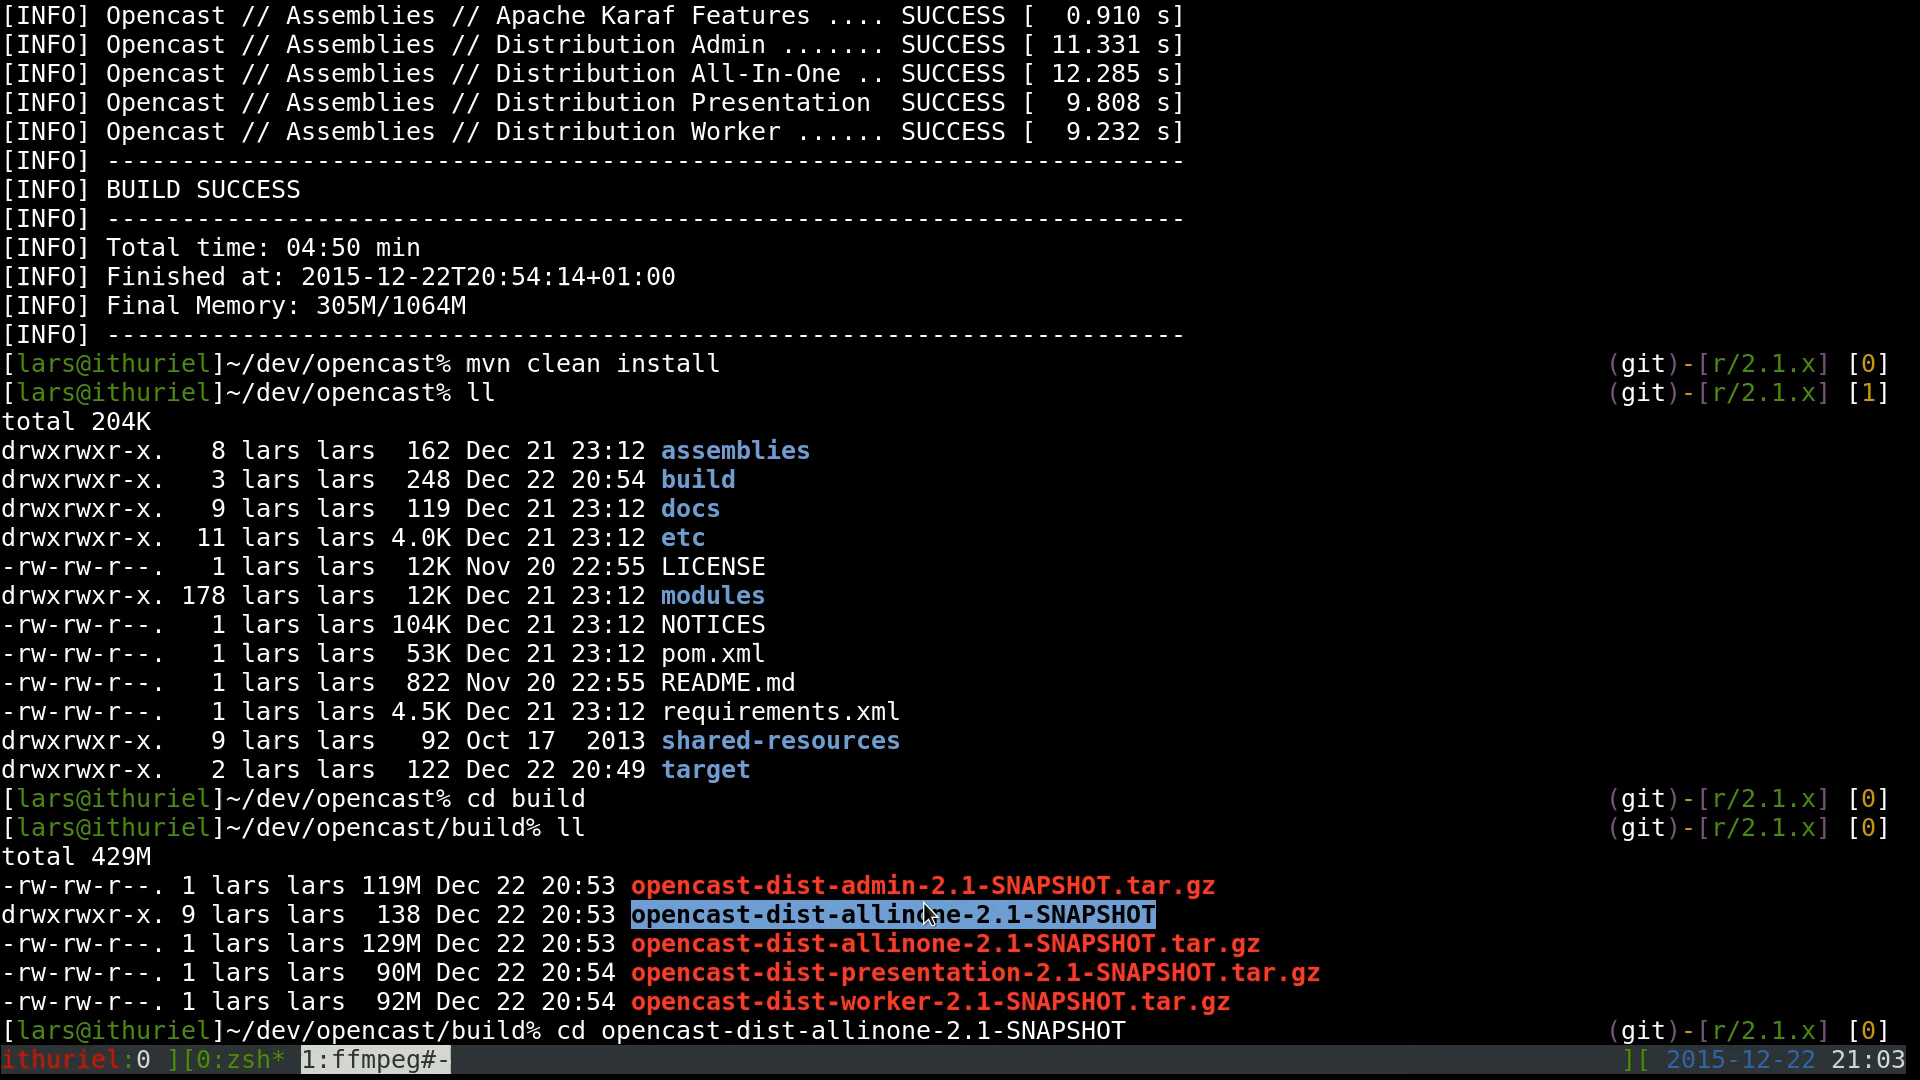 [INFO] Opencast // Assemblies // Apache Karaf Features .... SUCCESS [  0.910 s]
[INFO] Opencast // Assemblies // Distribution Admin ....... SUCCESS [ 11.331 s]
[INFO] Opencast // Assemblies // Distribution All-In-One .. SUCCESS [ 12.285 s]
[INFO] Opencast // Assemblies // Distribution Presentation  SUCCESS [  9.808 s]
[INFO] Opencast // Assemblies // Distribution Worker ...... SUCCESS [  9.232 s]
[INFO] ------------------------------------------------------------------------
[INFO] BUILD SUCCESS
[INFO] ------------------------------------------------------------------------
[INFO] Total time: 04:50 min
[INFO] Finished at: 2015-12-22T20:54:14+01:00
[INFO] Final Memory: 305M/1064M
[INFO] ------------------------------------------------------------------------
[lars@ithuriel]~/dev/opencast% mvn clean install (git)-[r/2.1.x] [0]
[lars@ithuriel]~/dev/opencast% ll (git)-[r/2.1.x] [1]
total 204K
drwxrwxr-x.   8 lars lars  162 Dec 21 23:12 assemblies
drwxrwxr-x.   3 lars lars  248 Dec 22 20:54 build
drwxrwxr-x.   9 lars lars  119 Dec 21 23:12 docs
drwxrwxr-x.  11 lars lars 4.0K Dec 21 23:12 etc
-rw-rw-r--.   1 lars lars  12K Nov 20 22:55 LICENSE
drwxrwxr-x. 178 lars lars  12K Dec 21 23:12 modules
-rw-rw-r--.   1 lars lars 104K Dec 21 23:12 NOTICES
-rw-rw-r--.   1 lars lars  53K Dec 21 23:12 pom.xml
-rw-rw-r--.   1 lars lars  822 Nov 20 22:55 README.md
-rw-rw-r--.   1 lars lars 4.5K Dec 21 23:12 requirements.xml
drwxrwxr-x.   9 lars lars   92 Oct 17  2013 shared-resources
drwxrwxr-x.   2 lars lars  122 Dec 22 20:49 target
[lars@ithuriel]~/dev/opencast% cd build (git)-[r/2.1.x] [0]
[lars@ithuriel]~/dev/opencast/build% ll (git)-[r/2.1.x] [0]
total 429M
-rw-rw-r--. 1 lars lars 119M Dec 22 20:53 opencast-dist-admin-2.1-SNAPSHOT.tar.gz
drwxrwxr-x. 9 lars lars  138 Dec 22 20:53 opencast-dist-allinone-2.1-SNAPSHOT
-rw-rw-r--. 1 lars lars 129M Dec 22 20:53 opencast-dist-allinone-2.1-SNAPSHOT.tar.gz
-rw-rw-r--. 1 lars lars  90M Dec 22 20:54 opencast-dist-presentation-2.1-SNAPSHOT.tar.gz
-rw-rw-r--. 1 lars lars  92M Dec 22 20:54 opencast-dist-worker-2.1-SNAPSHOT.tar.gz
[lars@ithuriel]~/dev/opencast/build% cd opencast-dist-allinone-2.1-SNAPSHOT (git)-[r/2.1.x] [0]
ithuriel:0 ][0:zsh* 1:ffmpeg#- ][ 2015-12-22 21:03